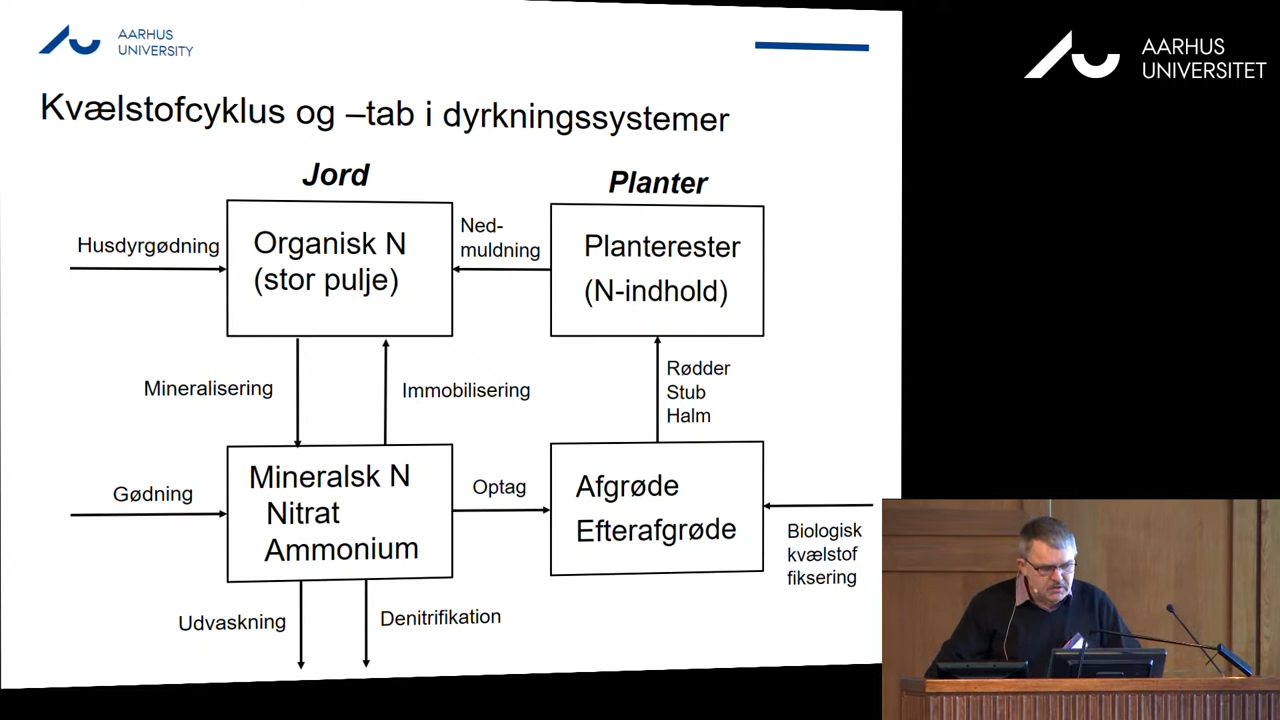 AARHUS
UNIVERSITY
AARHUS
UNIVERSITET
Kvælstofcyklus og –tab i dyrkningssystemer
Jord
Planter
Husdyrgødning
Organisk N
(stor pulje)
Ned-
muldning
Planterester
(N-indhold)
Mineralisering
Immobilisering
Rødder
Stub
Halm
Gødning
Mineralsk N
Nitrat
Ammonium
Optag
Afgrøde
Efterafgrøde
Biologisk
kvælstof
fiksering
Udvaskning
Denitrifikation